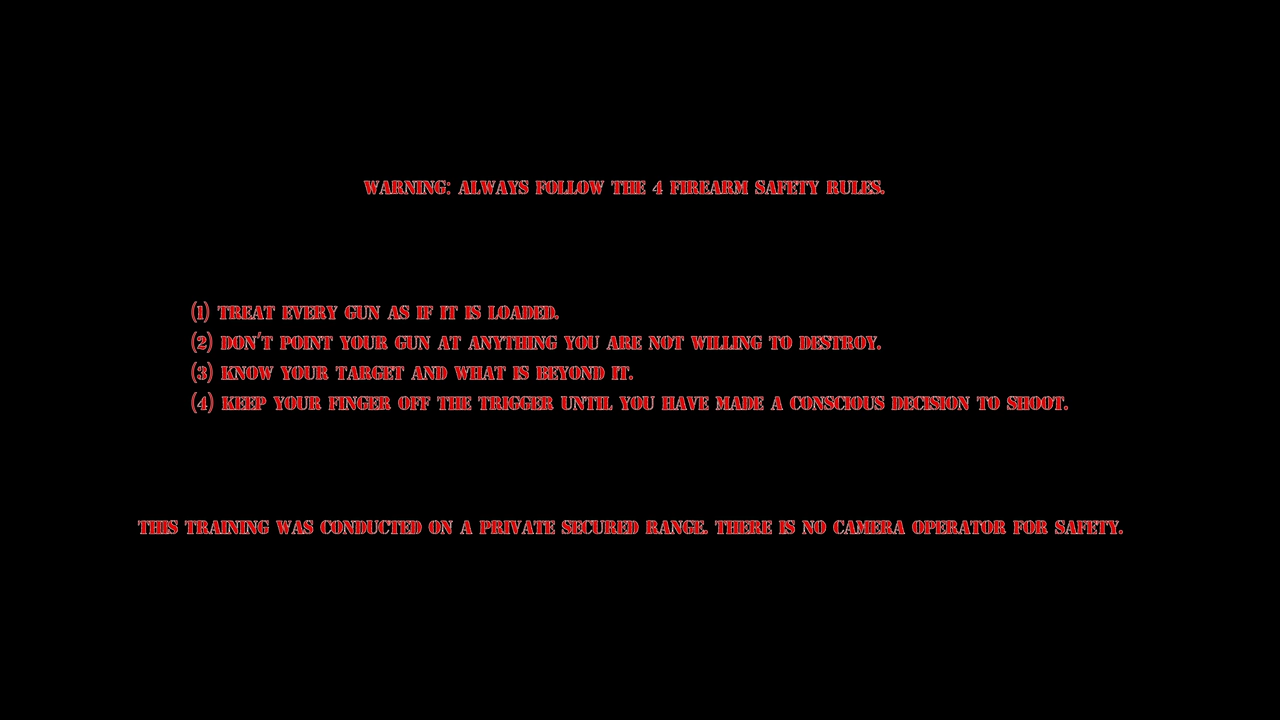 WARNING: ALWAYS FOLLOW THE 4 FIREARM SAFETY RULES.
(1) TREAT EVERY GUN AS IF IT IS LOADED.
(2) DON'T POINT YOUR GUN AT ANYTHING YOU ARE NOT WILLING TO DESTROY.
(3) KNOW YOUR TARGET AND WHAT IS BEYOND IT.
(4) KEEP YOUR FINGER OFF THE TRIGGER UNTIL YOU HAVE MADE A CONSCIOUS DECISION TO SHOOT.
THIS TRAINING WAS CONDUCTED ON A PRIVATE SECURED RANGE. THERE IS NO CAMERA OPERATOR FOR SAFETY.